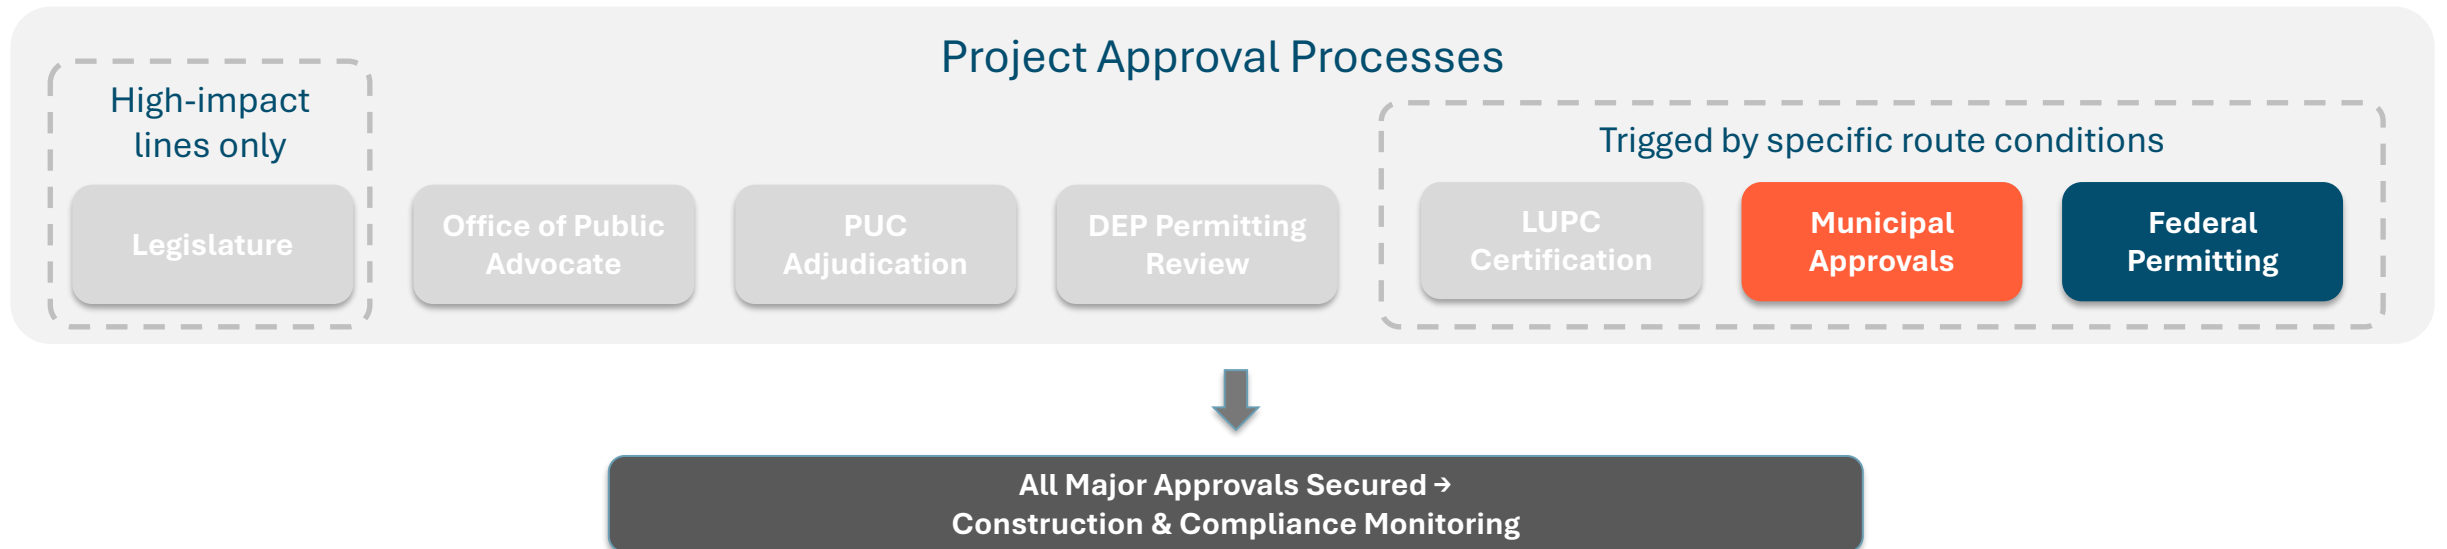 Project Approval Processes
High-impact
lines only
Legislature
Office of Public
Advocate
PUC
Adjudication
DEP Permitting
Review
Trigged by specific route conditions
LUPC
Certification
Municipal
Approvals
Federal
Permitting
All Major Approvals Secured →
Construction & Compliance Monitoring